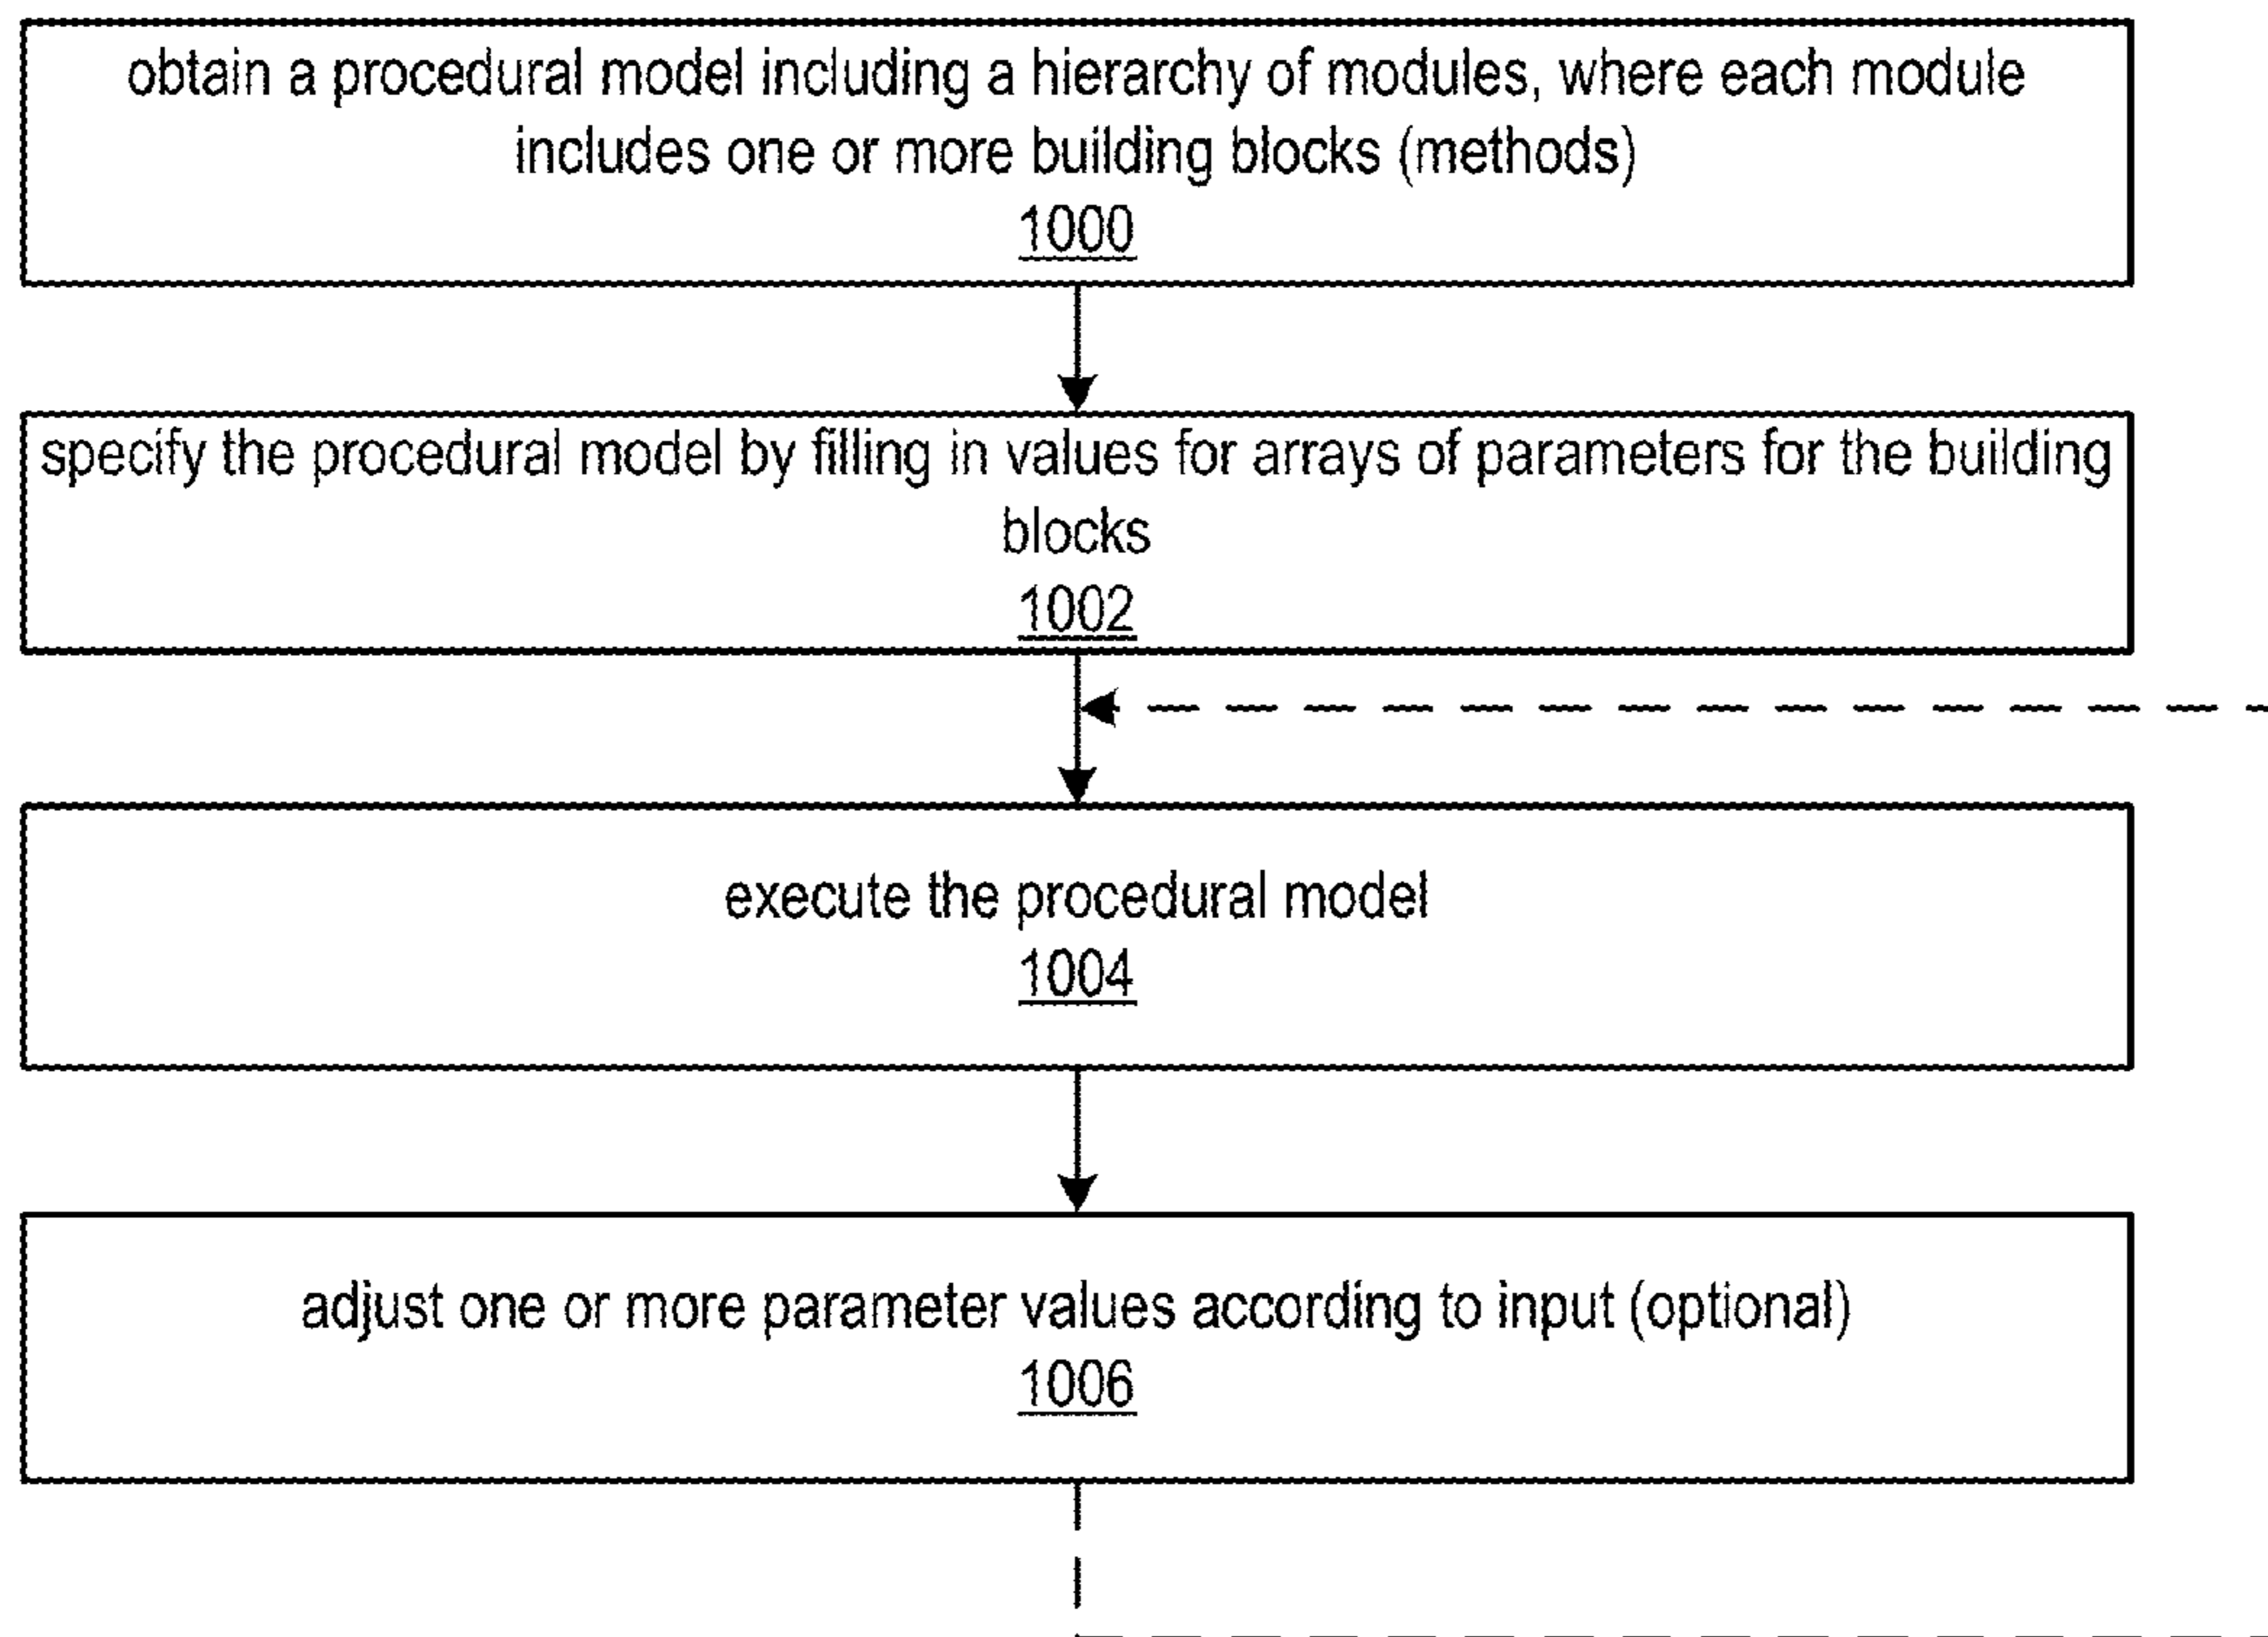 obtain a procedural model including a hierarchy of modules, where each module
includes one or more building blocks (methods)
1000
specify the procedural model by filling in values for arrays of parameters for the building
blocks
1002
execute the procedural model
1004
adjust one or more parameter values according to input (optional)
1006